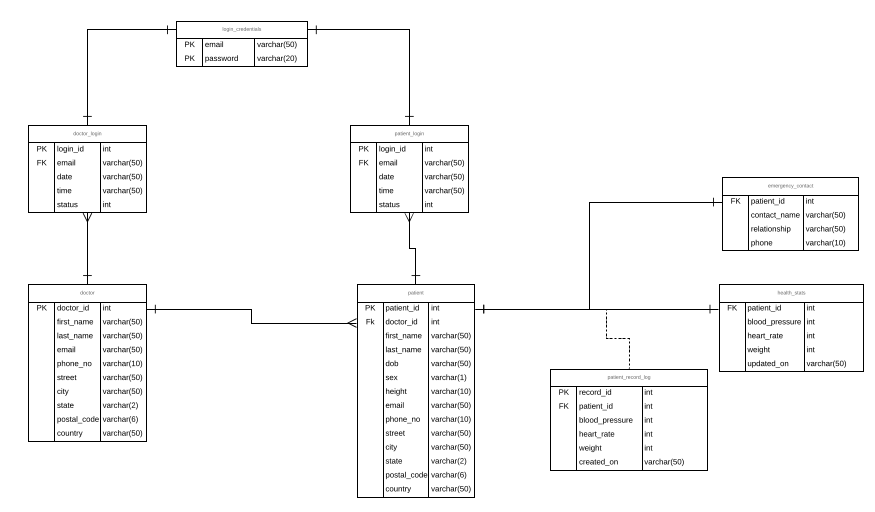 login_credentials
PK email varchar(50)
PK password varchar(20)
doctor_login
PK login_id int
FK email varchar(50)
date varchar(50)
time varchar(50)
status int
patient_login
PK login_id int
FK email varchar(50)
date varchar(50)
time varchar(50)
status int
emergency_contact
FK patient_id int
contact_name varchar(50)
relationship varchar(50)
phone varchar(10)
doctor
PK doctor_id int
first_name varchar(50)
last_name varchar(50)
email varchar(50)
phone_no varchar(10)
street varchar(50)
city varchar(50)
state varchar(2)
postal_code varchar(6)
country varchar(50)
patient
PK patient_id int
Fk doctor_id int
first_name varchar(50)
last_name varchar(50)
dob varchar(50)
sex varchar(1)
height varchar(10)
email varchar(50)
phone_no varchar(10)
street varchar(50)
city varchar(50)
state varchar(2)
postal_code varchar(6)
country varchar(50)
health_stats
FK patient_id int
blood_pressure int
heart_rate int
weight int
updated_on varchar(50)
patient_record_log
PK record_id int
FK patient_id int
blood_pressure int
heart_rate int
weight int
created_on varchar(50)